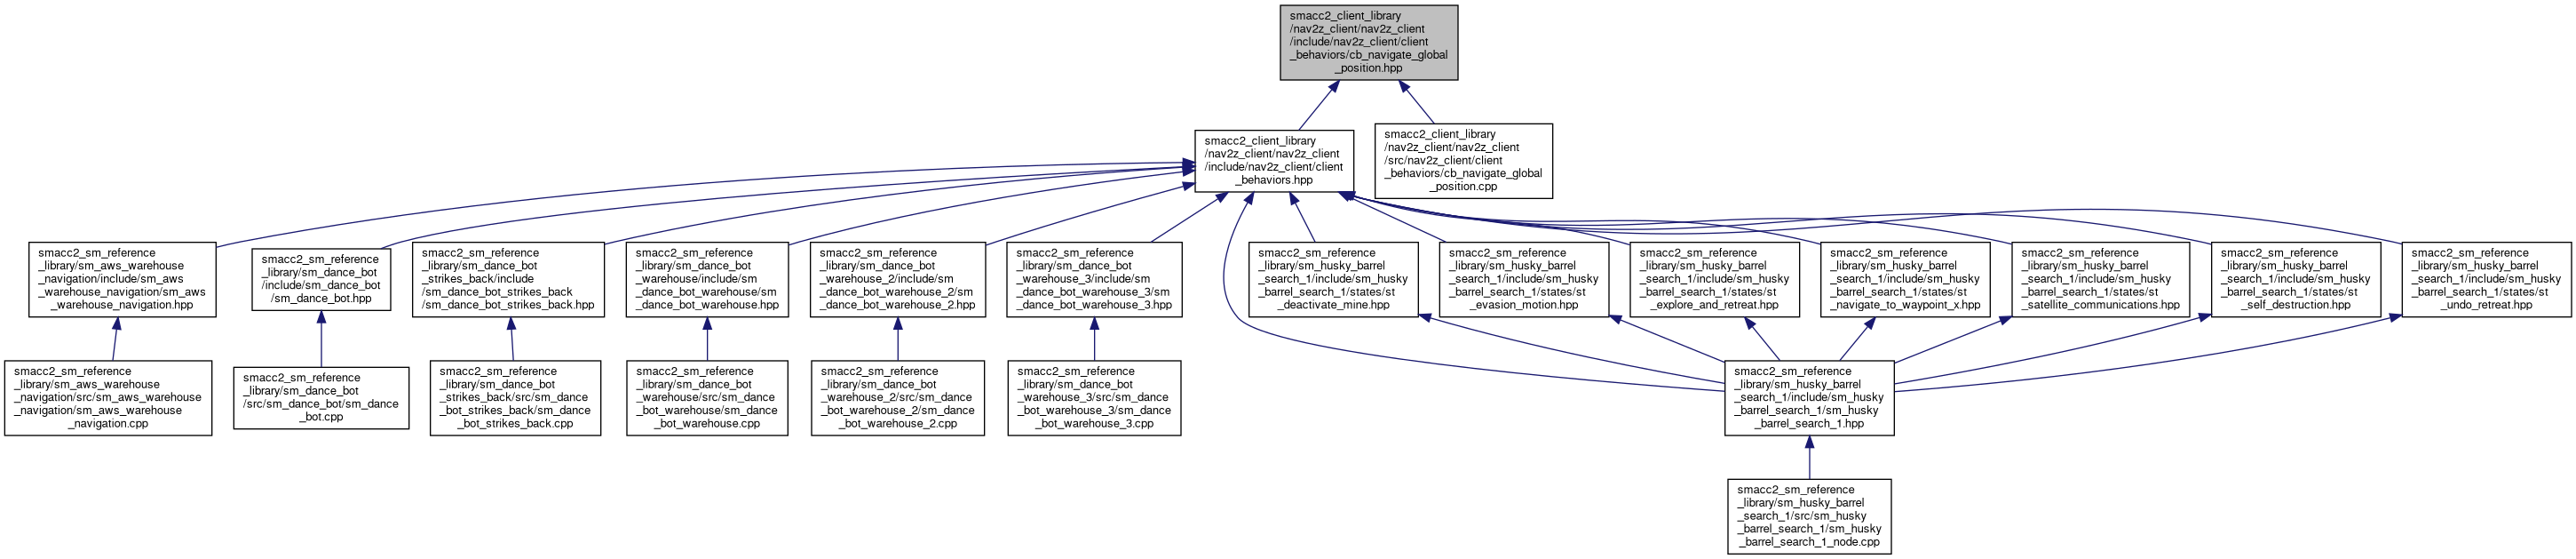 smacc2_client_library
/nav2z_client/nav2z_client
/include/nav2z_client/client
_behaviors/cb_navigate_global
_position.hpp
smacc2_client_library
/nav2z_client/nav2z_client
/include/nav2z_client/client
_behaviors.hpp
smacc2_client_library
/nav2z_client/nav2z_client
/src/nav2z_client/client
_behaviors/cb_navigate_global
_position.cpp
smacc2_sm_reference
_library/sm_aws_warehouse
_navigation/include/sm_aws
_warehouse_navigation/sm_aws
_warehouse_navigation.hpp
smacc2_sm_reference
_library/sm_dance_bot
/include/sm_dance_bot
/sm_dance_bot.hpp
smacc2_sm_reference
_library/sm_dance_bot
_strikes_back/include
/sm_dance_bot_strikes_back
/sm_dance_bot_strikes_back.hpp
smacc2_sm_reference
_library/sm_dance_bot
_warehouse/include/sm
_dance_bot_warehouse/sm
_dance_bot_warehouse.hpp
smacc2_sm_reference
_library/sm_dance_bot
_warehouse_2/include/sm
_dance_bot_warehouse_2/sm
_dance_bot_warehouse_2.hpp
smacc2_sm_reference
_library/sm_dance_bot
_warehouse_3/include/sm
_dance_bot_warehouse_3/sm
_dance_bot_warehouse_3.hpp
smacc2_sm_reference
_library/sm_husky_barrel
_search_1/include/sm_husky
_barrel_search_1/states/st
_deactivate_mine.hpp
smacc2_sm_reference
_library/sm_husky_barrel
_search_1/include/sm_husky
_barrel_search_1/states/st
_evasion_motion.hpp
smacc2_sm_reference
_library/sm_husky_barrel
_search_1/include/sm_husky
_barrel_search_1/states/st
_explore_and_retreat.hpp
smacc2_sm_reference
_library/sm_husky_barrel
_search_1/include/sm_husky
_barrel_search_1/states/st
_navigate_to_waypoint_x.hpp
smacc2_sm_reference
_library/sm_husky_barrel
_search_1/include/sm_husky
_barrel_search_1/states/st
_satellite_communications.hpp
smacc2_sm_reference
_library/sm_husky_barrel
_search_1/include/sm_husky
_barrel_search_1/states/st
_self_destruction.hpp
smacc2_sm_reference
_library/sm_husky_barrel
_search_1/include/sm_husky
_barrel_search_1/states/st
_undo_retreat.hpp
smacc2_sm_reference
_library/sm_aws_warehouse
_navigation/src/sm_aws_warehouse
_navigation/sm_aws_warehouse
_navigation.cpp
smacc2_sm_reference
_library/sm_dance_bot
/src/sm_dance_bot/sm_dance
_bot.cpp
smacc2_sm_reference
_library/sm_dance_bot
_strikes_back/src/sm_dance
_bot_strikes_back/sm_dance
_bot_strikes_back.cpp
smacc2_sm_reference
_library/sm_dance_bot
_warehouse/src/sm_dance
_bot_warehouse/sm_dance
_bot_warehouse.cpp
smacc2_sm_reference
_library/sm_dance_bot
_warehouse_2/src/sm_dance
_bot_warehouse_2/sm_dance
_bot_warehouse_2.cpp
smacc2_sm_reference
_library/sm_dance_bot
_warehouse_3/src/sm_dance
_bot_warehouse_3/sm_dance
_bot_warehouse_3.cpp
smacc2_sm_reference
_library/sm_husky_barrel
_search_1/include/sm_husky
_barrel_search_1/sm_husky
_barrel_search_1.hpp
smacc2_sm_reference
_library/sm_husky_barrel
_search_1/src/sm_husky
_barrel_search_1/sm_husky
_barrel_search_1_node.cpp